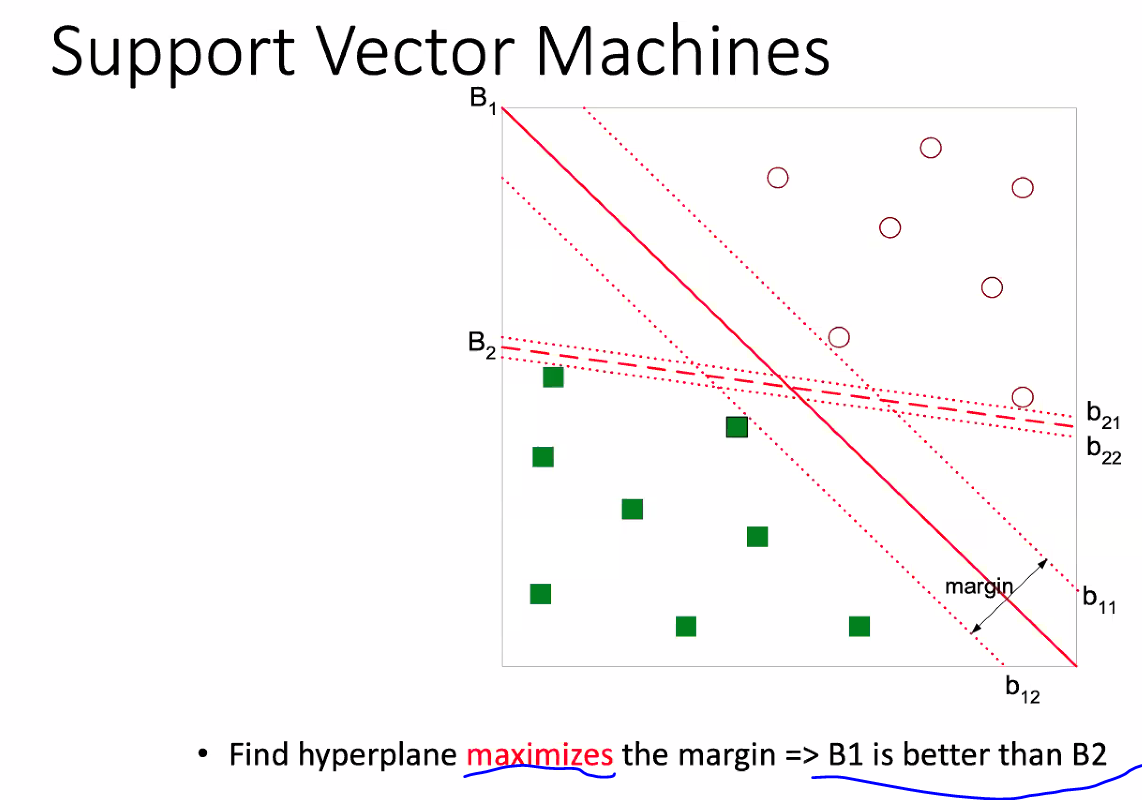 Support Vector Machines
B1
B2
b21
b22
margin
b11
b12
• Find hyperplane maximizes the margin => B1 is better than B2